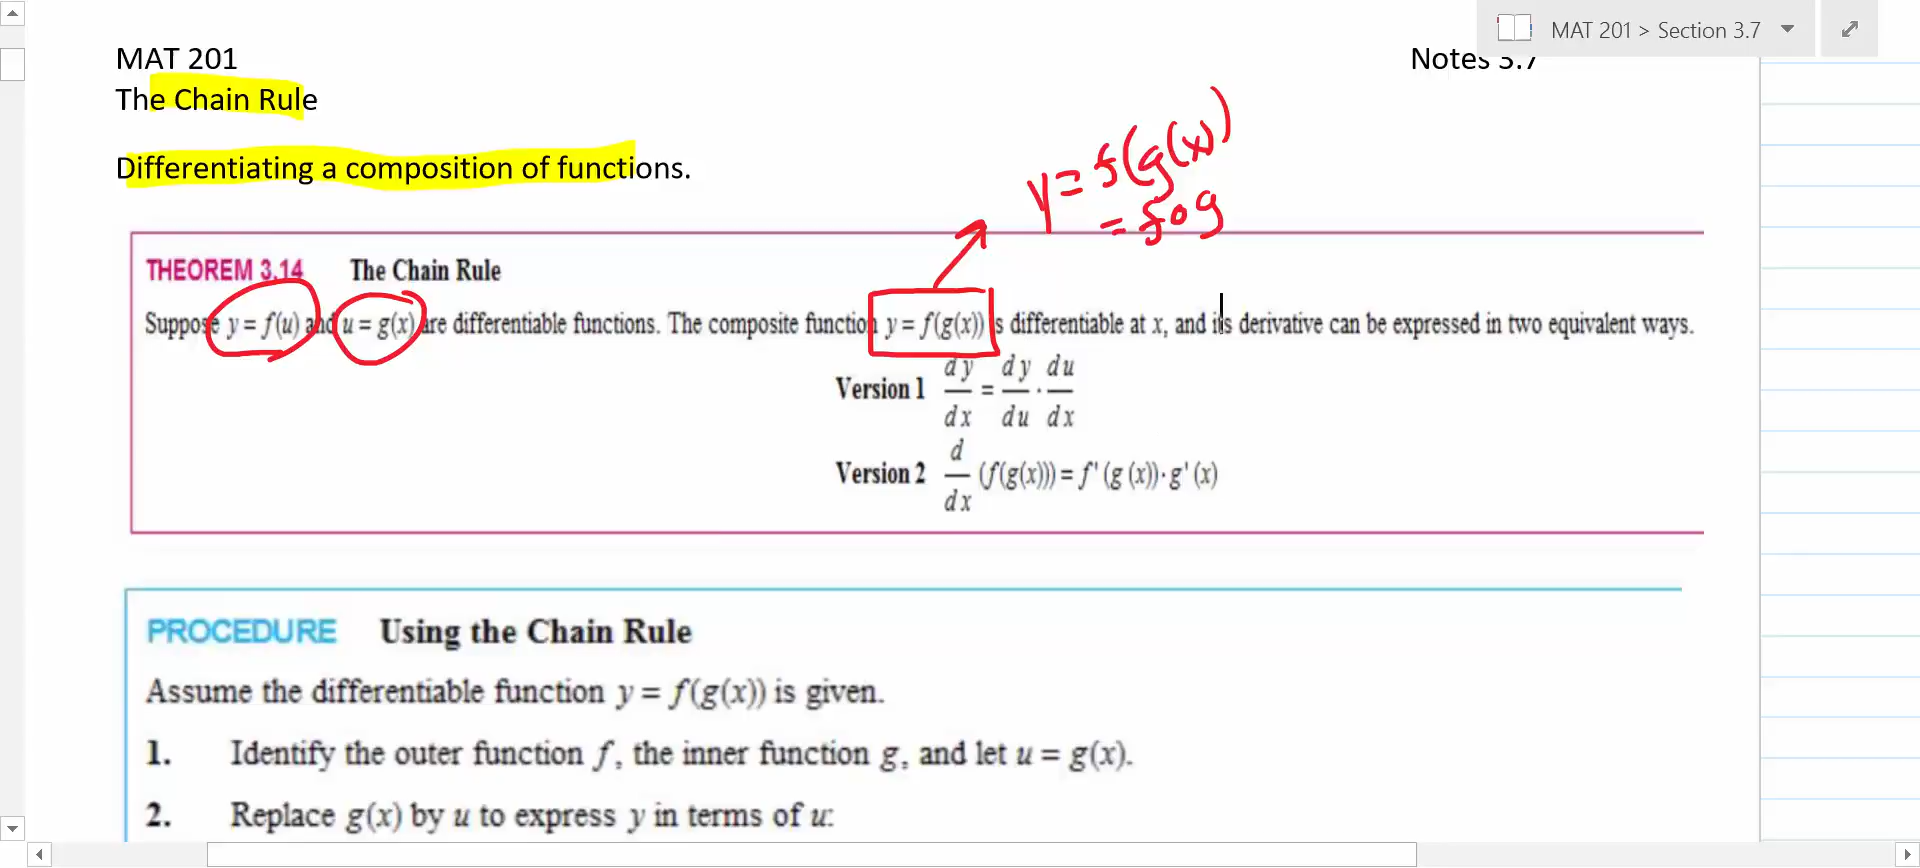 MAT 201 > Section 3.7
MAT 201
Notes 3.7
The Chain Rule
Differentiating a composition of functions.
y = f(g(x)
= f∘g
THEOREM 3.14 The Chain Rule
Suppose y = f(u) and u = g(x) are differentiable functions. The composite function y = f(g(x)) is differentiable at x, and its derivative can be expressed in two equivalent ways.
Version 1 dy/dx = dy/du · du/dx
Version 2 d/dx (f(g(x))) = f'(g(x)) · g'(x)
PROCEDURE Using the Chain Rule
Assume the differentiable function y = f(g(x)) is given.
1. Identify the outer function f, the inner function g, and let u = g(x).
2. Replace g(x) by u to express y in terms of u: